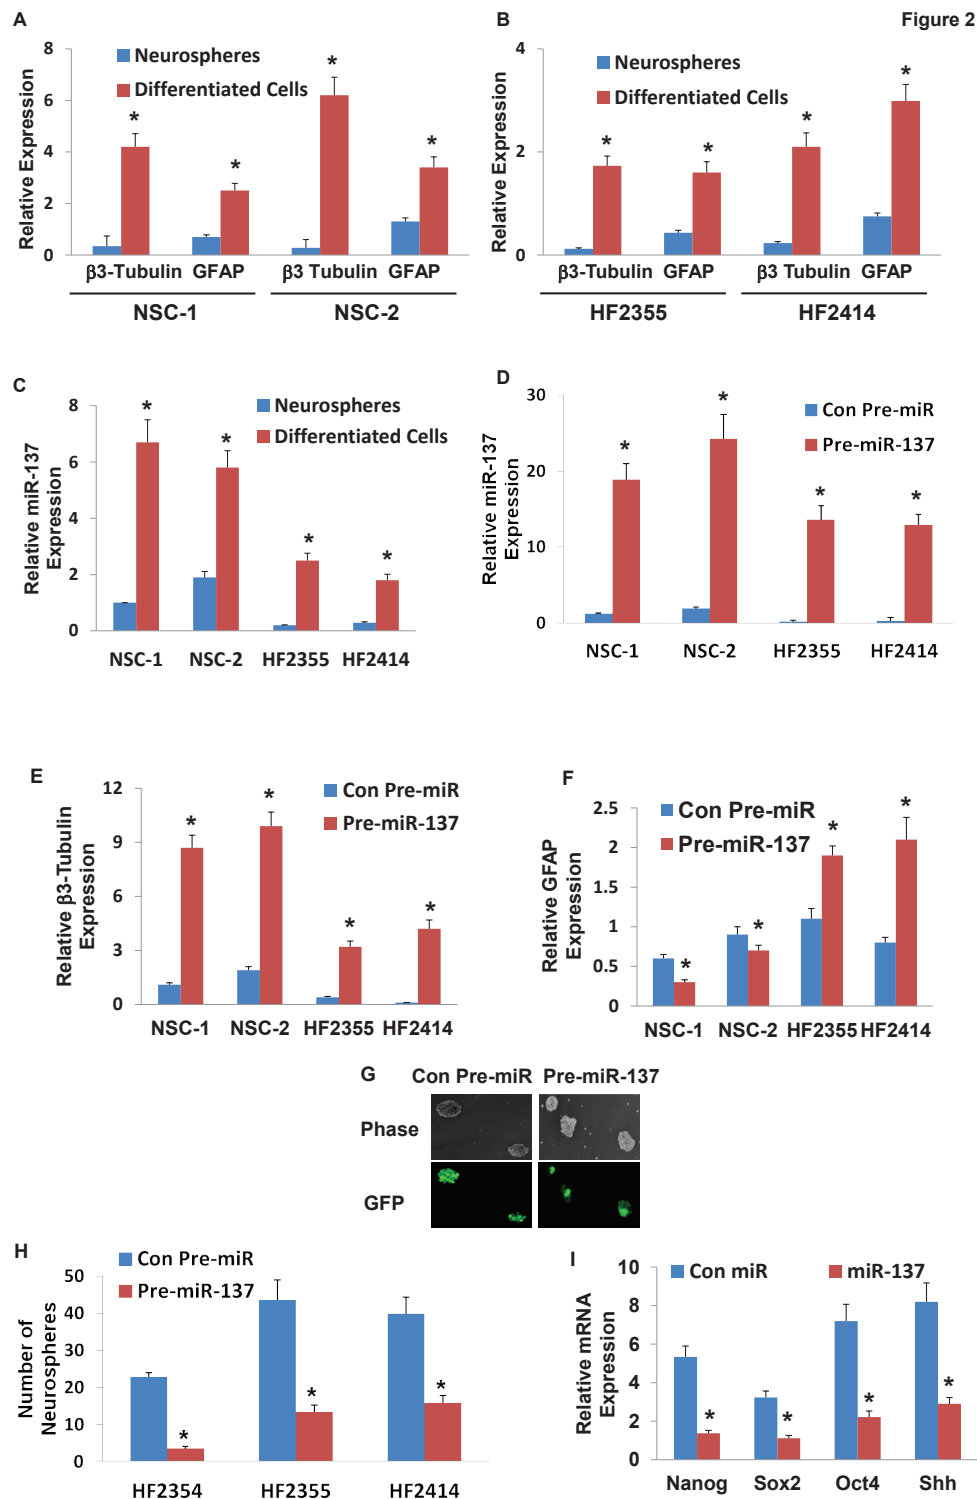 Figure 2
A
8
6
4
2
0
Relative Expression
Neurospheres
Differentiated Cells
*
*
*
*
β3-Tubulin GFAP β3 Tubulin GFAP
NSC-1 NSC-2
B
4
2
0
Relative Expression
Neurospheres
Differentiated Cells
*
*
*
*
β3-Tubulin GFAP β3 Tubulin GFAP
HF2355 HF2414
C
8
6
4
2
0
Relative miR-137
Expression
Neurospheres
Differentiated Cells
*
*
*
*
NSC-1 NSC-2 HF2355 HF2414
D
30
20
10
0
Relative miR-137
Expression
Con Pre-miR
Pre-miR-137
*
*
*
*
NSC-1 NSC-2 HF2355 HF2414
E
12
9
6
3
0
Relative β3-Tubulin
Expression
Con Pre-miR
Pre-miR-137
*
*
*
*
NSC-1 NSC-2 HF2355 HF2414
F
2.5
2
1.5
1
0.5
0
Relative GFAP
Expression
Con Pre-miR
Pre-miR-137
*
*
*
*
NSC-1 NSC-2 HF2355 HF2414
G
Con Pre-miR Pre-miR-137
Phase
GFP
H
50
40
30
20
10
0
Number of
Neurospheres
Con Pre-miR
Pre-miR-137
*
*
*
HF2354 HF2355 HF2414
I
10
8
6
4
2
0
Relative mRNA
Expression
Con miR miR-137
*
*
*
*
Nanog Sox2 Oct4 Shh